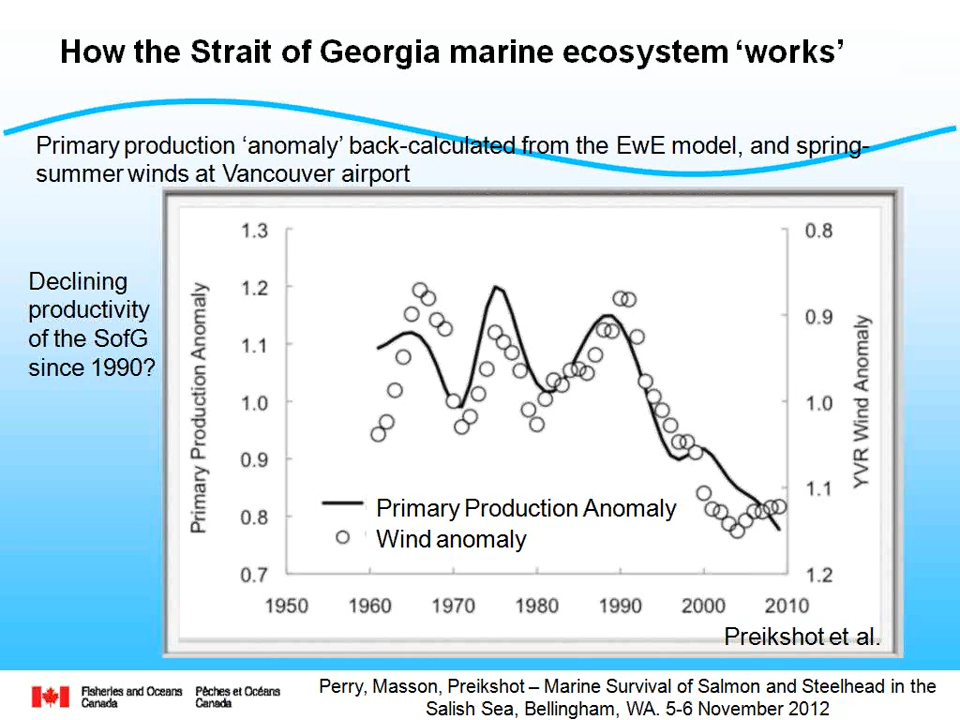 How the Strait of Georgia marine ecosystem ‘works’
Primary production ‘anomaly’ back-calculated from the EwE model, and spring-
summer winds at Vancouver airport
Declining
productivity
of the SofG
since 1990?
Primary Production Anomaly
1.3
1.2
1.1
1.0
0.9
0.8
0.7
0.8
0.9
1.0
1.1
1.2
YVR Wind Anomaly
Primary Production Anomaly
Wind anomaly
1950 1960 1970 1980 1990 2000 2010
Preikshot et al.
Fisheries and Oceans Pêches et Océans
Canada Canada
Perry, Masson, Preikshot – Marine Survival of Salmon and Steelhead in the
Salish Sea, Bellingham, WA. 5-6 November 2012